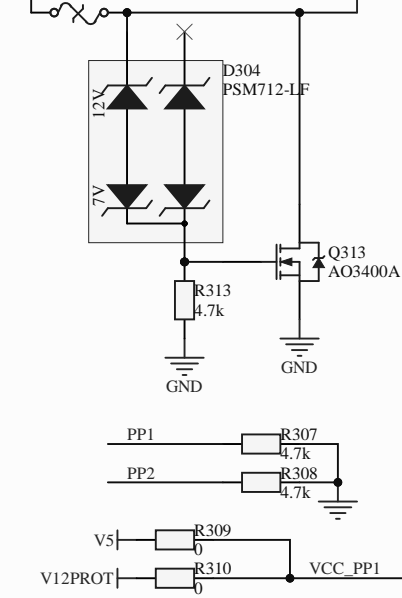 D304
PSM712-LF
12V
7V
Q313
AO3400A
R313
4.7k
GND
GND
PP1
R307
4.7k
PP2
R308
4.7k
V5
R309
0
V12PROT
R310
0
VCC_PP1